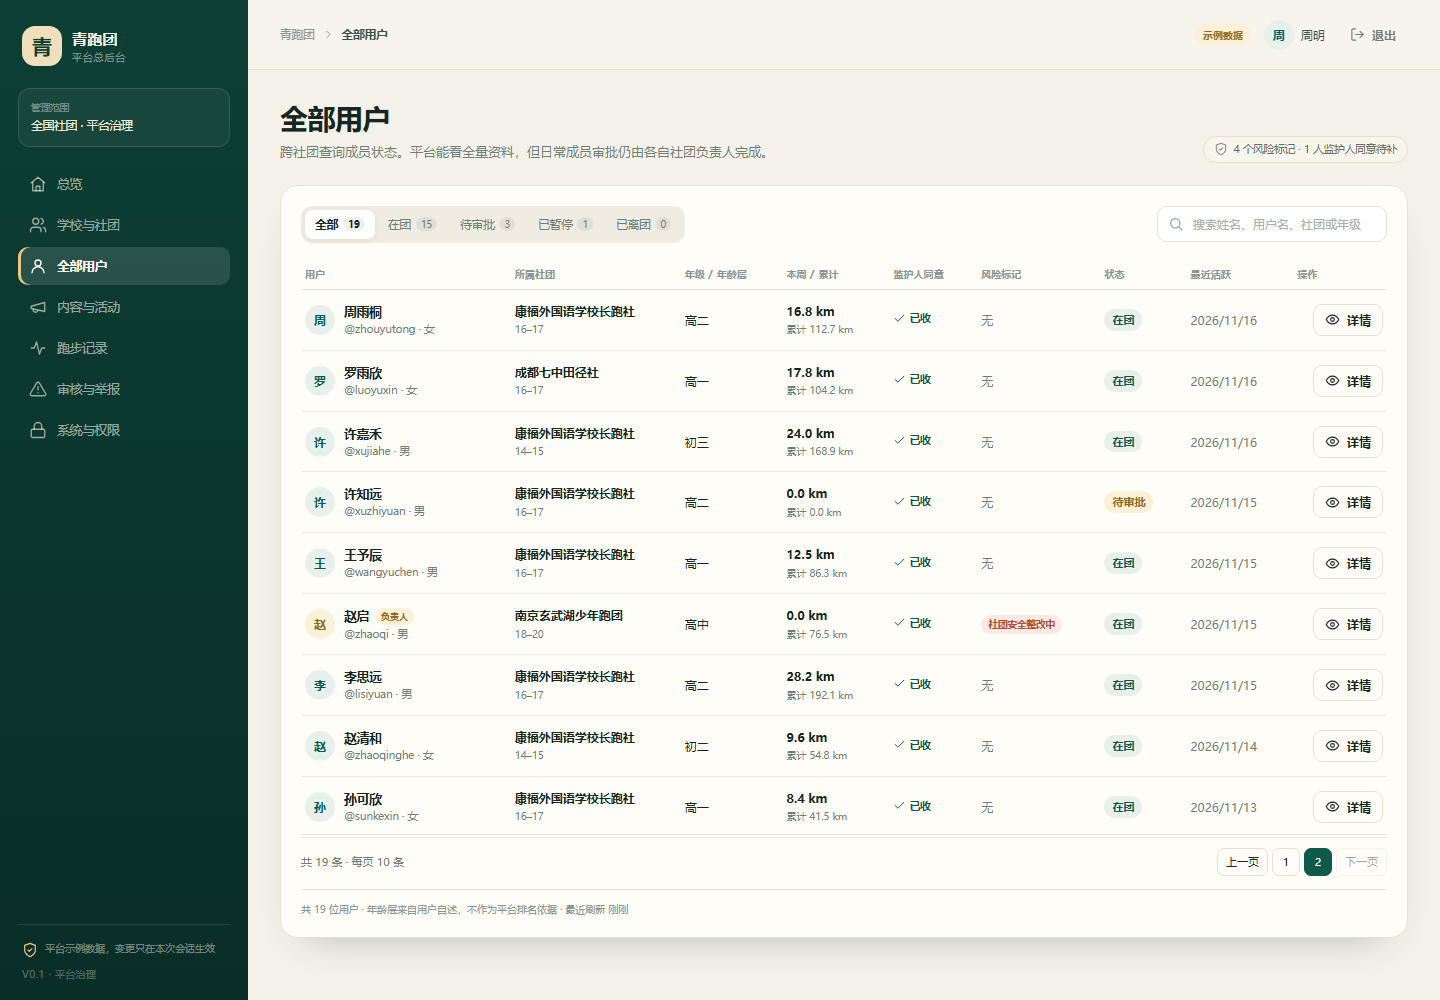 青
青跑团
平台总后台
管理范围
全国社团 · 平台治理
总览
学校与社团
全部用户
内容与活动
跑步记录
审核与举报
系统与权限
平台示例数据，变更只在本次会话生效
V0.1 · 平台治理
青跑团 > 全部用户
示例数据 周 周明 退出
全部用户
跨社团查询成员状态。平台能看全量资料，但日常成员审批仍由各自社团负责人完成。
4 个风险标记 · 1 人监护人同意待补
全部 19 在团 15 待审批 3 已暂停 1 已离团 0
搜索姓名、用户名、社团或年级
用户 所属社团 年级 / 年龄层 本周 / 累计 监护人同意 风险标记 状态 最近活跃 操作
周 周雨桐 康福外国语学校长跑社 高二 16.8 km 已收 无 在团 2026/11/16 详情
@zhouyutong · 女 16–17 累计 112.7 km
罗 罗雨欣 成都七中田径社 高一 17.8 km 已收 无 在团 2026/11/16 详情
@luoyuxin · 女 16–17 累计 104.2 km
许 许嘉禾 康福外国语学校长跑社 初三 24.0 km 已收 无 在团 2026/11/16 详情
@xujiahe · 男 14–15 累计 168.9 km
许 许知远 康福外国语学校长跑社 高二 0.0 km 已收 无 待审批 2026/11/15 详情
@xuzhiyuan · 男 16–17 累计 0.0 km
王 王予辰 康福外国语学校长跑社 高一 12.5 km 已收 无 在团 2026/11/15 详情
@wangyuchen · 男 16–17 累计 86.3 km
赵 赵启 负责人 南京玄武湖少年跑团 高中 0.0 km 已收 社团安全整改中 在团 2026/11/15 详情
@zhaoqi · 男 18–20 累计 76.5 km
李 李思远 康福外国语学校长跑社 高二 28.2 km 已收 无 在团 2026/11/15 详情
@lisiyuan · 男 16–17 累计 192.1 km
赵 赵清和 康福外国语学校长跑社 初二 9.6 km 已收 无 在团 2026/11/14 详情
@zhaoqinghe · 女 14–15 累计 54.8 km
孙 孙可欣 康福外国语学校长跑社 高一 8.4 km 已收 无 在团 2026/11/13 详情
@sunkexin · 女 16–17 累计 41.5 km
共 19 条 · 每页 10 条 上一页 1 2 下一页
共 19 位用户 · 年龄层来自用户自述，不作为平台排名依据 · 最近刷新 刚刚